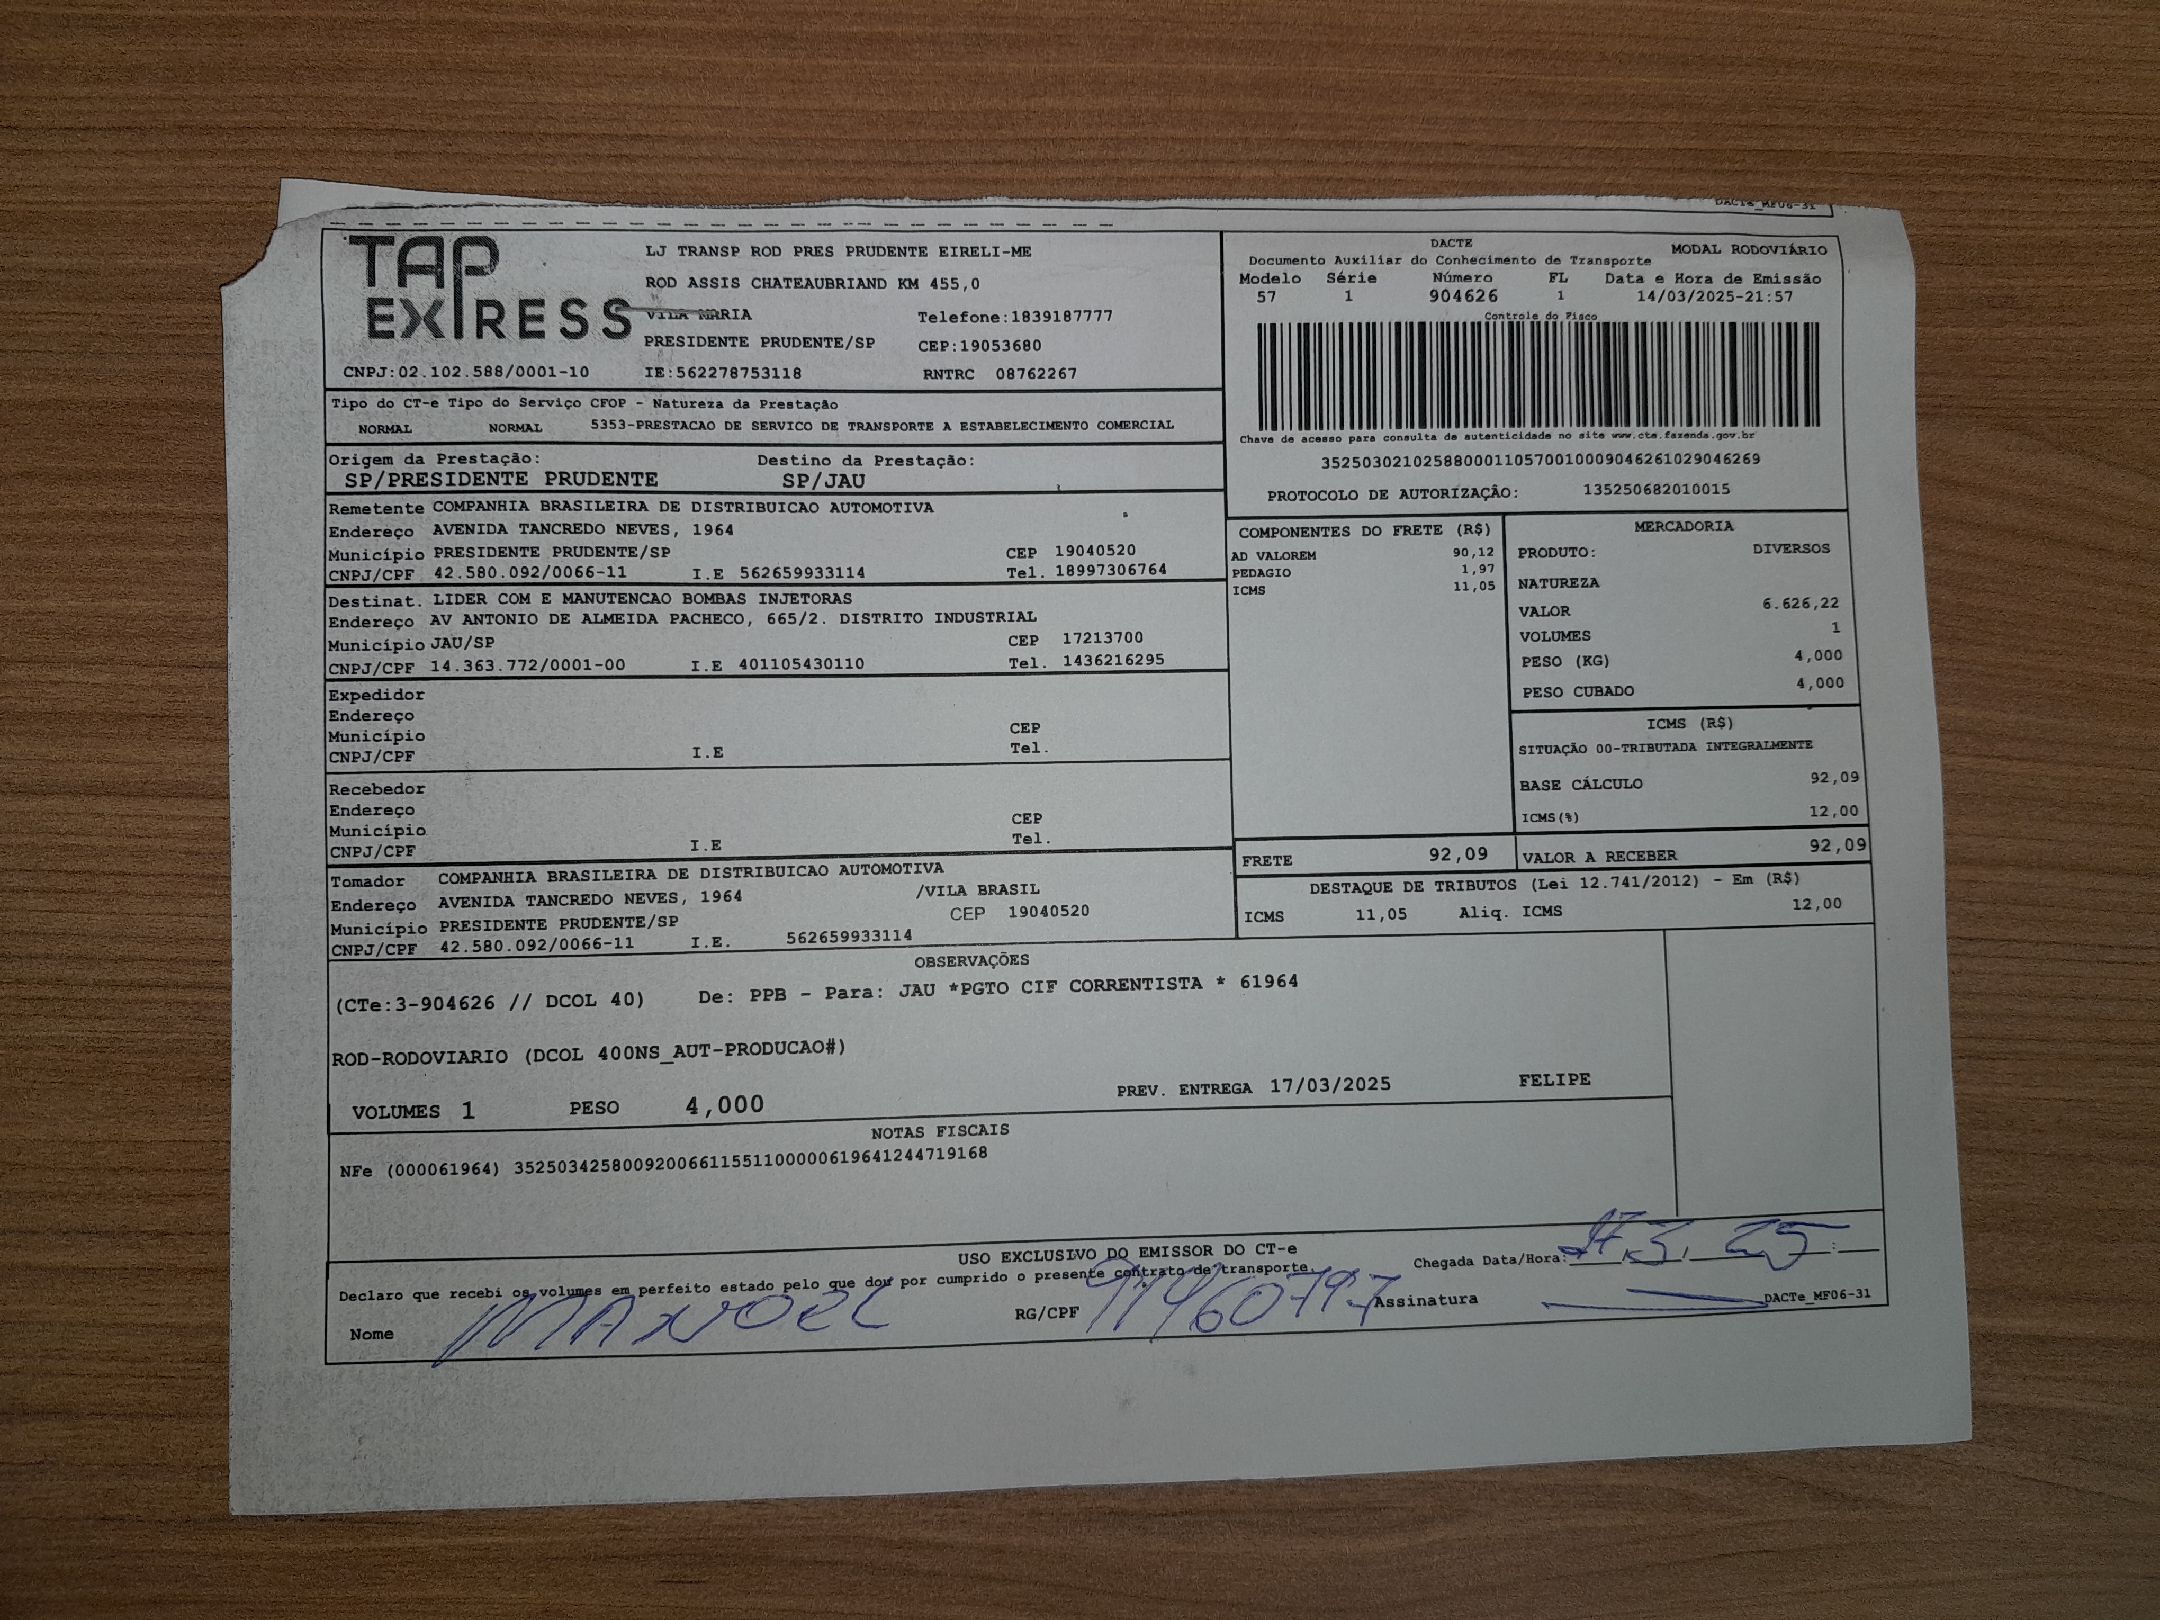 DACTe_MF06-31
TAP EXPRESS
LJ TRANSP ROD PRES PRUDENTE EIRELI-ME
ROD ASSIS CHATEAUBRIAND KM 455,0
VILA MARIA Telefone:1839187777
PRESIDENTE PRUDENTE/SP CEP:19053680
CNPJ:02.102.588/0001-10 IE:562278753118 RNTRC 08762267
DACTE MODAL RODOVIÁRIO
Documento Auxiliar do Conhecimento de Transporte
Modelo Série Número FL Data e Hora de Emissão
57 1 904626 1 14/03/2025-21:57
Controle do Fisco
Chave de acesso para consulta de autenticidade no site www.cte.fazenda.gov.br
35250302102588000110570010009046261029046269
PROTOCOLO DE AUTORIZAÇÃO: 135250682010015
Tipo do CT-e Tipo do Serviço CFOP - Natureza da Prestação
NORMAL NORMAL 5353-PRESTACAO DE SERVICO DE TRANSPORTE A ESTABELECIMENTO COMERCIAL
Origem da Prestação: Destino da Prestação:
SP/PRESIDENTE PRUDENTE SP/JAU
Remetente COMPANHIA BRASILEIRA DE DISTRIBUICAO AUTOMOTIVA
Endereço AVENIDA TANCREDO NEVES, 1964
Município PRESIDENTE PRUDENTE/SP CEP 19040520
CNPJ/CPF 42.580.092/0066-11 I.E 562659933114 Tel. 18997306764
Destinat. LIDER COM E MANUTENCAO BOMBAS INJETORAS
Endereço AV ANTONIO DE ALMEIDA PACHECO, 665/2. DISTRITO INDUSTRIAL
Município JAU/SP CEP 17213700
CNPJ/CPF 14.363.772/0001-00 I.E 401105430110 Tel. 1436216295
Expedidor
Endereço
Município CEP
CNPJ/CPF I.E Tel.
Recebedor
Endereço
Município CEP
CNPJ/CPF I.E Tel.
Tomador COMPANHIA BRASILEIRA DE DISTRIBUICAO AUTOMOTIVA
Endereço AVENIDA TANCREDO NEVES, 1964 /VILA BRASIL
Município PRESIDENTE PRUDENTE/SP CEP 19040520
CNPJ/CPF 42.580.092/0066-11 I.E. 562659933114
COMPONENTES DO FRETE (R$)
AD VALOREM 90,12
PEDAGIO 1,97
ICMS 11,05
MERCADORIA
PRODUTO: DIVERSOS
NATUREZA
VALOR 6.626,22
VOLUMES 1
PESO (KG) 4,000
PESO CUBADO 4,000
ICMS (R$)
SITUAÇÃO 00-TRIBUTADA INTEGRALMENTE
BASE CÁLCULO 92,09
ICMS(%) 12,00
FRETE 92,09 VALOR A RECEBER 92,09
DESTAQUE DE TRIBUTOS (Lei 12.741/2012) - Em (R$)
ICMS 11,05 Aliq. ICMS 12,00
OBSERVAÇÕES
(CTe:3-904626 // DCOL 40) De: PPB - Para: JAU *PGTO CIF CORRENTISTA * 61964
ROD-RODOVIARIO (DCOL 400NS_AUT-PRODUCAO#)
VOLUMES 1 PESO 4,000 PREV. ENTREGA 17/03/2025 FELIPE
NOTAS FISCAIS
NFe (000061964) 35250342580092006611551100000619641244719168
USO EXCLUSIVO DO EMISSOR DO CT-e
Chegada Data/Hora: 17.3.25
Declaro que recebi os volumes em perfeito estado pelo que dou por cumprido o presente contrato de transporte.
Nome MANOEL RG/CPF Assinatura DACTe_MF06-31